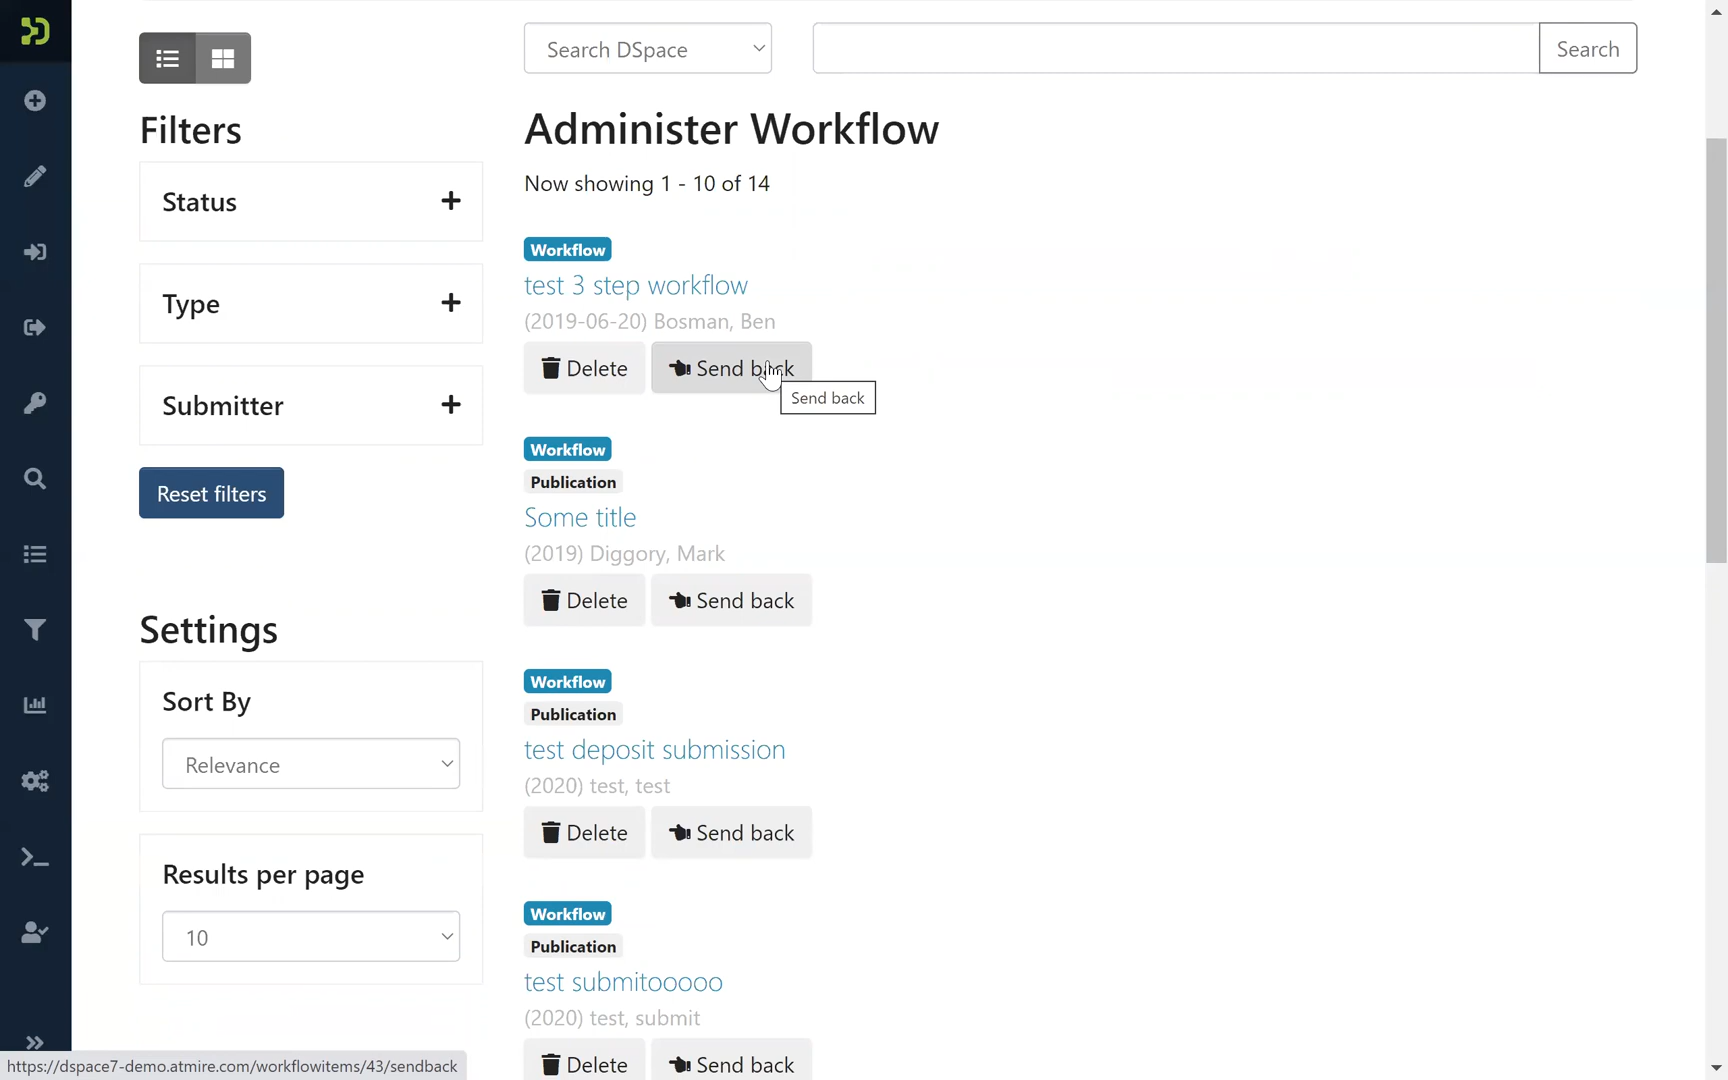 Search DSpace
Search
Filters
Administer Workflow
Now showing 1 - 10 of 14
Status
Type
Submitter
Reset filters
Settings
Sort By
Relevance
Results per page
10
Workflow
test 3 step workflow
(2019-06-20) Bosman, Ben
Delete
Send back
Send back
Workflow
Publication
Some title
(2019) Diggory, Mark
Delete
Send back
Workflow
Publication
test deposit submission
(2020) test, test
Delete
Send back
Workflow
Publication
test submitooooo
(2020) test, submit
Delete
Send back
https://dspace7-demo.atmire.com/workflowitems/43/sendback